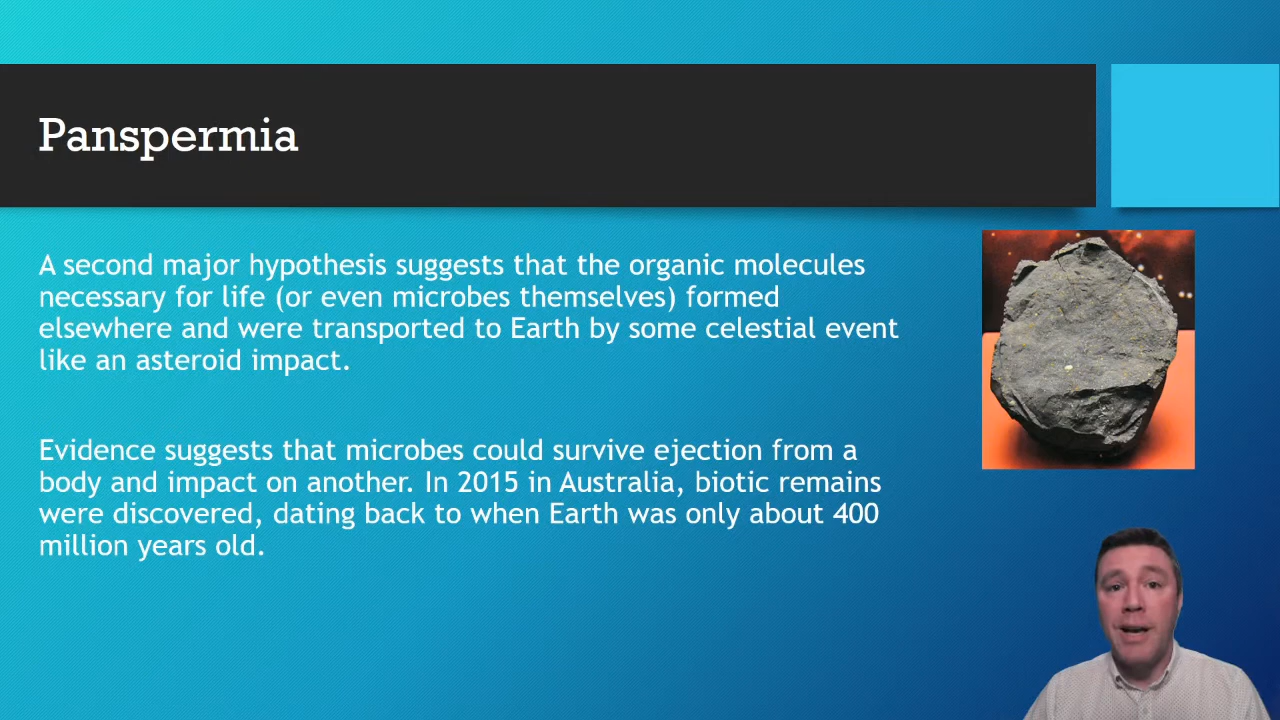 Panspermia
A second major hypothesis suggests that the organic molecules
necessary for life (or even microbes themselves) formed
elsewhere and were transported to Earth by some celestial event
like an asteroid impact.
Evidence suggests that microbes could survive ejection from a
body and impact on another. In 2015 in Australia, biotic remains
were discovered, dating back to when Earth was only about 400
million years old.